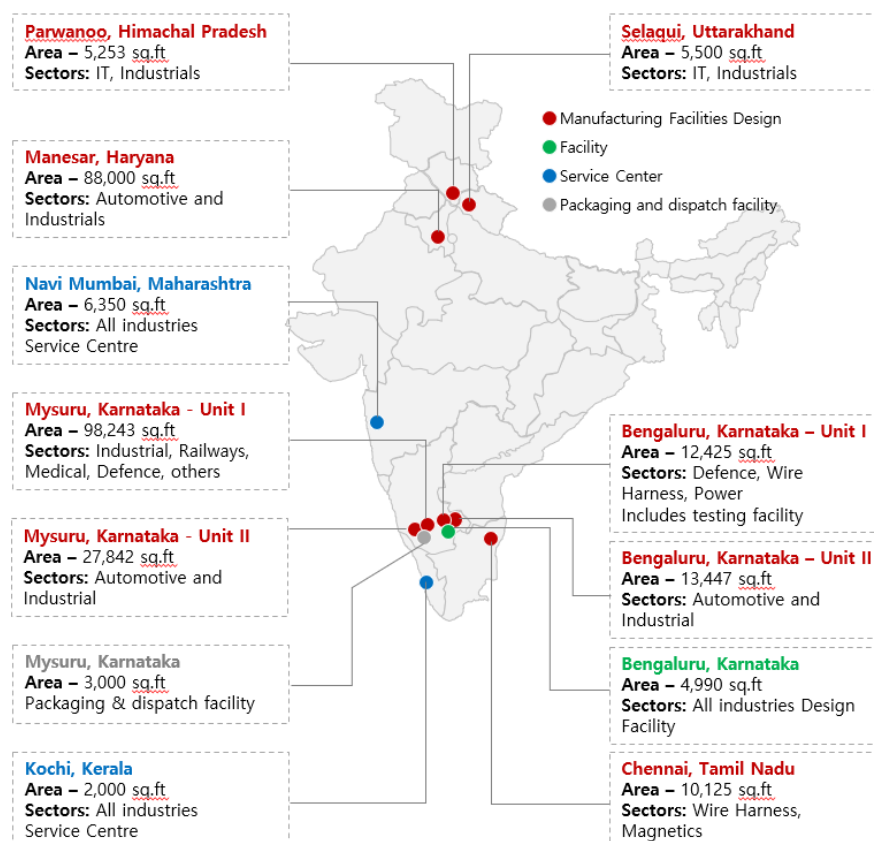 Parwanoo, Himachal Pradesh
Area – 5,253 sq.ft
Sectors: IT, Industrials
Selaqui, Uttarakhand
Area – 5,500 sq.ft
Sectors: IT, Industrials
Manufacturing Facilities Design
Facility
Service Center
Packaging and dispatch facility
Manesar, Haryana
Area – 88,000 sq.ft
Sectors: Automotive and
Industrials
Navi Mumbai, Maharashtra
Area – 6,350 sq.ft
Sectors: All industries
Service Centre
Mysuru, Karnataka - Unit I
Area – 98,243 sq.ft
Sectors: Industrial, Railways,
Medical, Defence, others
Bengaluru, Karnataka – Unit I
Area – 12,425 sq.ft
Sectors: Defence, Wire
Harness, Power
Includes testing facility
Mysuru, Karnataka - Unit II
Area – 27,842 sq.ft
Sectors: Automotive and
Industrial
Bengaluru, Karnataka – Unit II
Area – 13,447 sq.ft
Sectors: Automotive and
Industrial
Mysuru, Karnataka
Area – 3,000 sq.ft
Packaging & dispatch facility
Bengaluru, Karnataka
Area – 4,990 sq.ft
Sectors: All industries Design
Facility
Kochi, Kerala
Area – 2,000 sq.ft
Sectors: All industries
Service Centre
Chennai, Tamil Nadu
Area – 10,125 sq.ft
Sectors: Wire Harness,
Magnetics